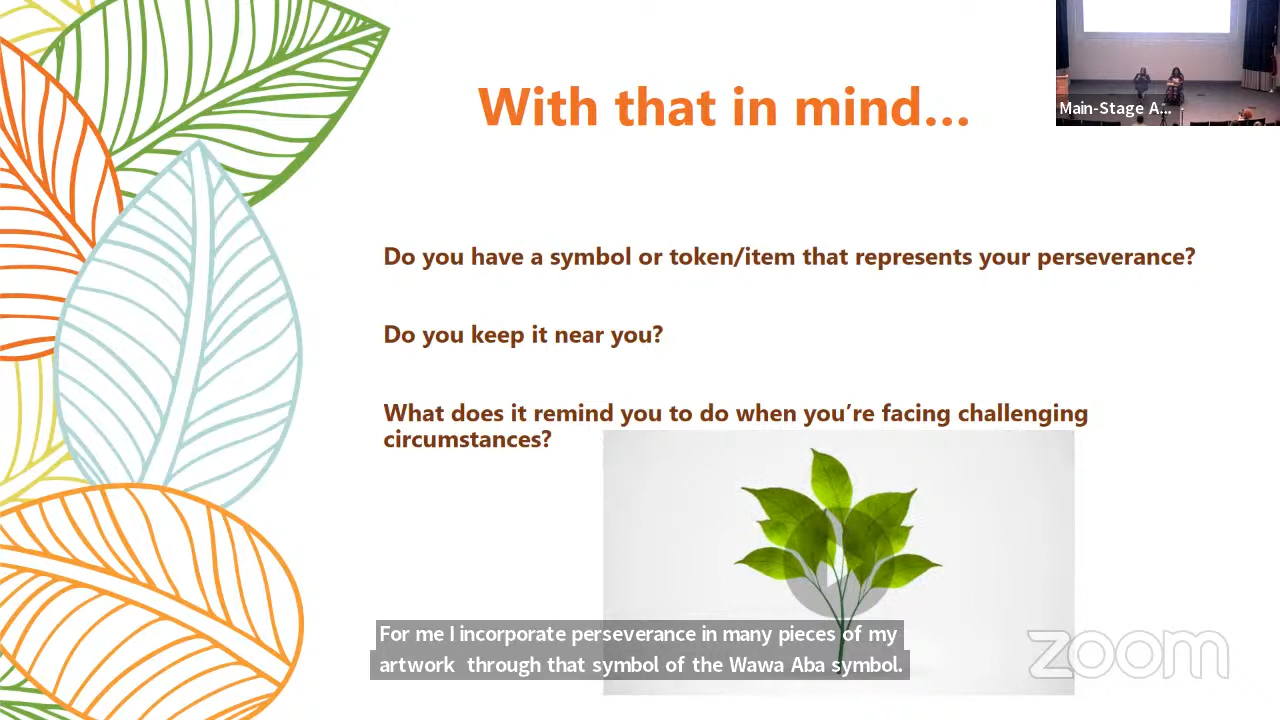 With that in mind...
Main-Stage A...
Do you have a symbol or token/item that represents your perseverance?
Do you keep it near you?
What does it remind you to do when you're facing challenging
circumstances?
For me I incorporate perseverance in many pieces of my
artwork through that symbol of the Wawa Aba symbol.
zoom